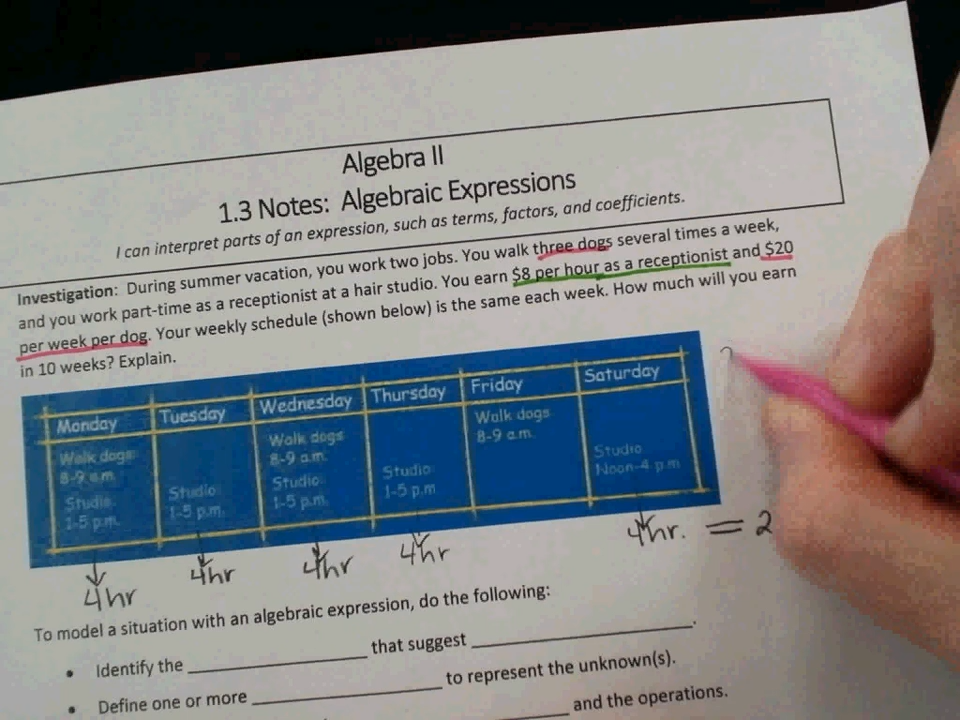 Algebra II
1.3 Notes: Algebraic Expressions
I can interpret parts of an expression, such as terms, factors, and coefficients.
Investigation: During summer vacation, you work two jobs. You walk three dogs several times a week,
and you work part-time as a receptionist at a hair studio. You earn $8 per hour as a receptionist and $20
per week per dog. Your weekly schedule (shown below) is the same each week. How much will you earn
in 10 weeks? Explain.
Monday Tuesday Wednesday Thursday Friday Saturday
Walk dogs Walk dogs Walk dogs
8-9 a.m. 8-9 a.m. 8-9 a.m.
Studio Studio Studio Studio Studio
1-5 p.m. 1-5 p.m. 1-5 p.m. 1-5 p.m Noon-4 p.m
4hr 4hr 4hr 4hr 4hr. = 2
To model a situation with an algebraic expression, do the following:
• Identify the ____________ that suggest ____________.
• Define one or more ____________ to represent the unknown(s).
____________ and the operations.